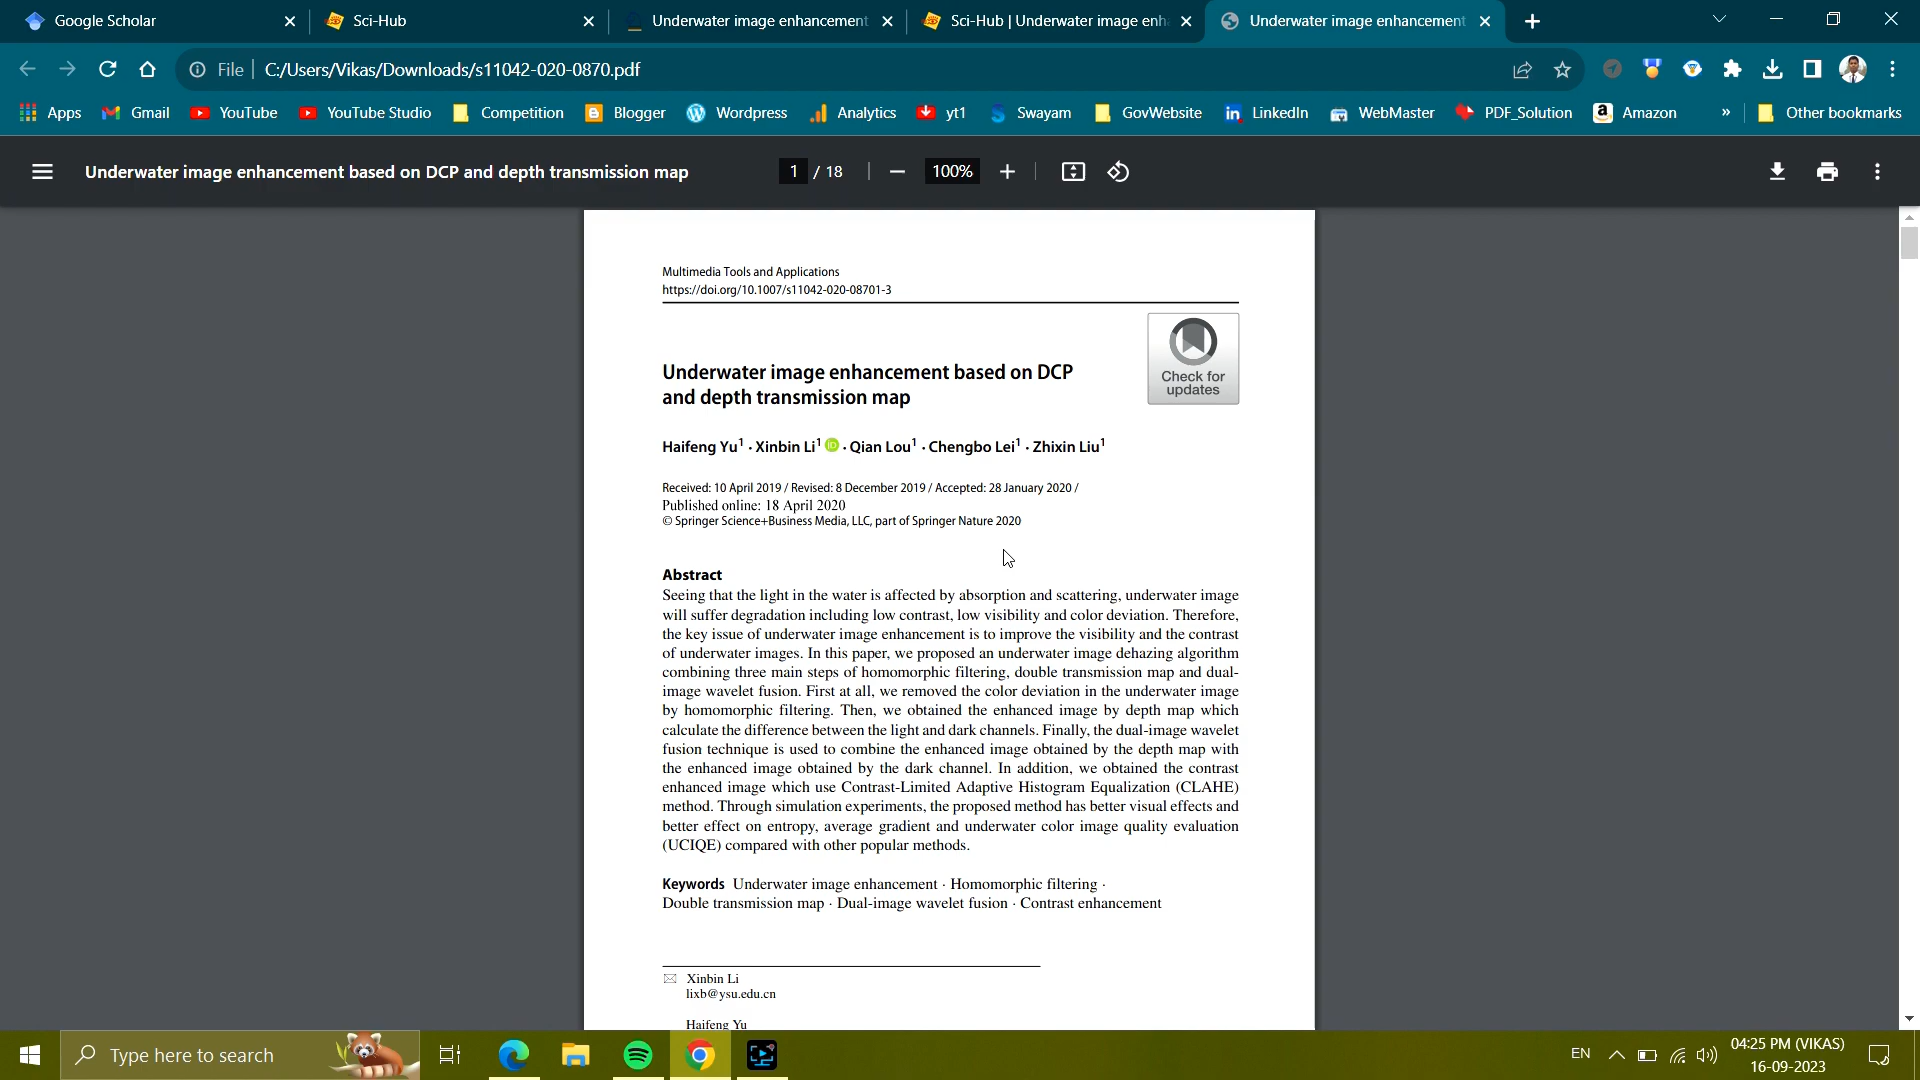 Google Scholar
Sci-Hub
Underwater image enhancement
Sci-Hub | Underwater image enh
Underwater image enhancement
File
C:/Users/Vikas/Downloads/s11042-020-0870.pdf
Apps
Gmail
YouTube
YouTube Studio
Competition
Blogger
Wordpress
Analytics
yt1
Swayam
GovWebsite
LinkedIn
WebMaster
PDF_Solution
Amazon
»
Other bookmarks
Underwater image enhancement based on DCP and depth transmission map
1 / 18
100%
Multimedia Tools and Applications
https://doi.org/10.1007/s11042-020-08701-3
Check for
updates
Underwater image enhancement based on DCP
and depth transmission map
Haifeng Yu¹ · Xinbin Li¹ iD · Qian Lou¹ · Chengbo Lei¹ · Zhixin Liu¹
Received: 10 April 2019 / Revised: 8 December 2019 / Accepted: 28 January 2020 /
Published online: 18 April 2020
© Springer Science+Business Media, LLC, part of Springer Nature 2020
Abstract
Seeing that the light in the water is affected by absorption and scattering, underwater image
will suffer degradation including low contrast, low visibility and color deviation. Therefore,
the key issue of underwater image enhancement is to improve the visibility and the contrast
of underwater images. In this paper, we proposed an underwater image dehazing algorithm
combining three main steps of homomorphic filtering, double transmission map and dual-
image wavelet fusion. First at all, we removed the color deviation in the underwater image
by homomorphic filtering. Then, we obtained the enhanced image by depth map which
calculate the difference between the light and dark channels. Finally, the dual-image wavelet
fusion technique is used to combine the enhanced image obtained by the depth map with
the enhanced image obtained by the dark channel. In addition, we obtained the contrast
enhanced image which use Contrast-Limited Adaptive Histogram Equalization (CLAHE)
method. Through simulation experiments, the proposed method has better visual effects and
better effect on entropy, average gradient and underwater color image quality evaluation
(UCIQE) compared with other popular methods.
Keywords Underwater image enhancement · Homomorphic filtering ·
Double transmission map · Dual-image wavelet fusion · Contrast enhancement
Xinbin Li
lixb@ysu.edu.cn
Haifeng Yu
Type here to search
EN
04:25 PM (VIKAS)
16-09-2023